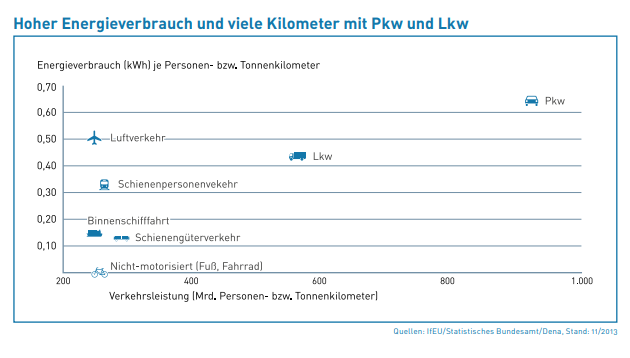 Hoher Energieverbrauch und viele Kilometer mit Pkw und Lkw
Energieverbrauch (kWh) je Personen- bzw. Tonnenkilometer
0,70
0,60
Pkw
0,50
Luftverkehr
0,40
Lkw
0,30
Schienenpersonenvekehr
0,20
Binnenschifffahrt
Schienengüterverkehr
0,10
Nicht-motorisiert (Fuß, Fahrrad)
200 400 600 800 1.000
Verkehrsleistung (Mrd. Personen- bzw. Tonnenkilometer)
Quellen: IfEU/Statistisches Bundesamt/Dena, Stand: 11/2013